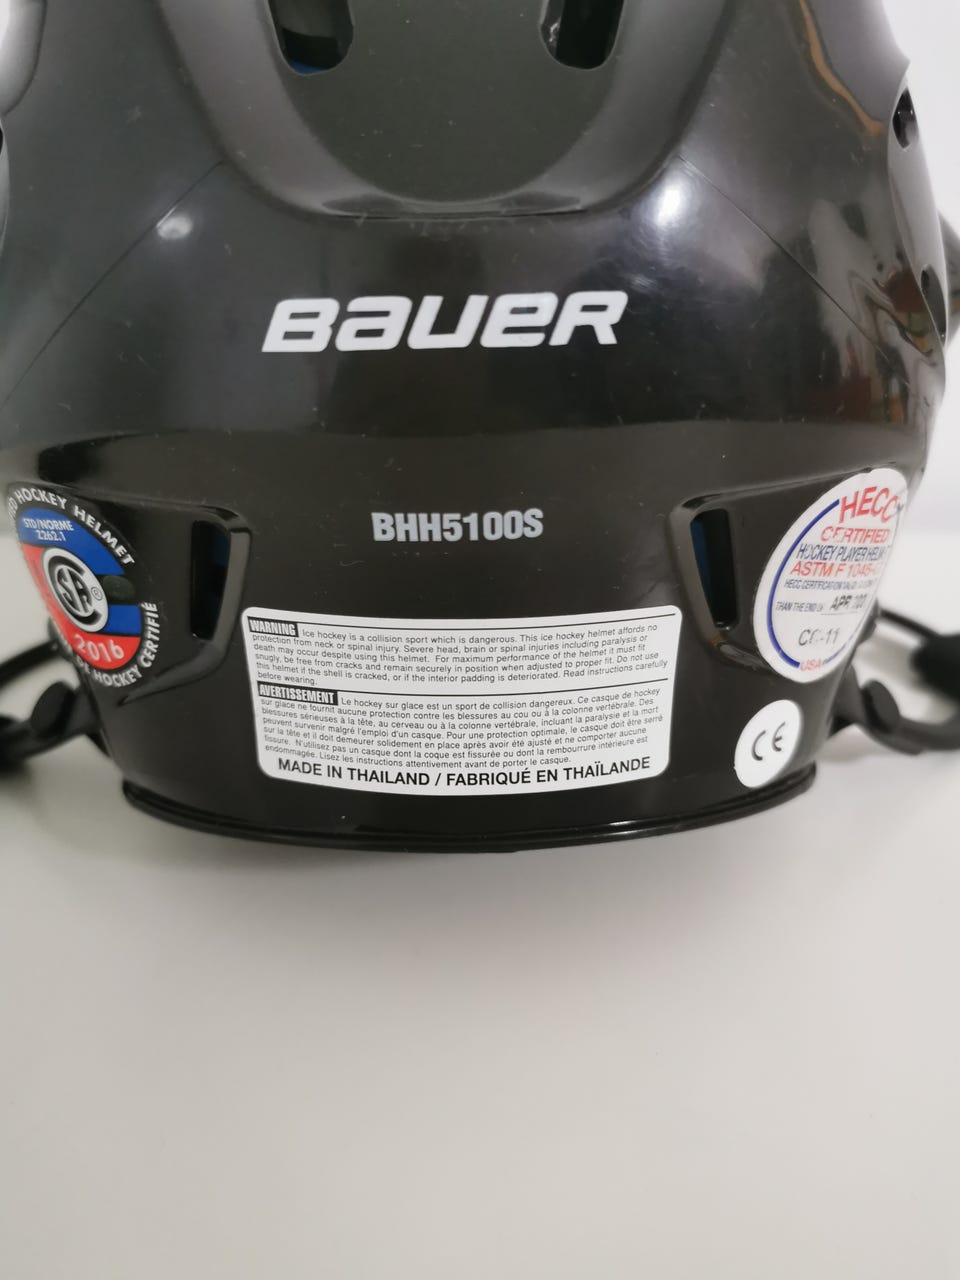 BAUER
BHH5100S
HOCKEY HELMET
STD/NORME
Z262.1
2016
HOCKEY CERTIFIÉ
HECC
CERTIFIED
HOCKEY PLAYER
ASTM F 1045-
THAN THE END OF APR
-11
USA
WARNING Ice hockey is a collision sport which is dangerous. This ice hockey helmet affords no
protection from neck or spinal injury. Severe head, brain or spinal injuries including paralysis or
death may occur despite using this helmet. For maximum performance of the helmet it must fit
snugly, be free from cracks and remain securely in position when adjusted to proper fit. Do not use
this helmet if the shell is cracked, or if the interior padding is deteriorated. Read instructions carefully
before wearing.
AVERTISSEMENT Le hockey sur glace est un sport de collision dangereux. Ce casque de hockey
sur glace ne fournit aucune protection contre les blessures au cou ou à la colonne vertébrale. Des
blessures sérieuses à la tête, au cerveau ou à la colonne vertébrale, incluant la paralysie et la mort
peuvent survenir malgré l'emploi d'un casque. Pour une protection optimale, le casque doit être serré
sur la tête et il doit demeurer solidement en place après avoir été ajusté et ne comporter aucune
fissure. N'utilisez pas un casque dont la coque est fissurée ou dont la rembourrure intérieure est
endommagée. Lisez les instructions attentivement avant de porter le casque.
MADE IN THAILAND / FABRIQUÉ EN THAÏLANDE
CE